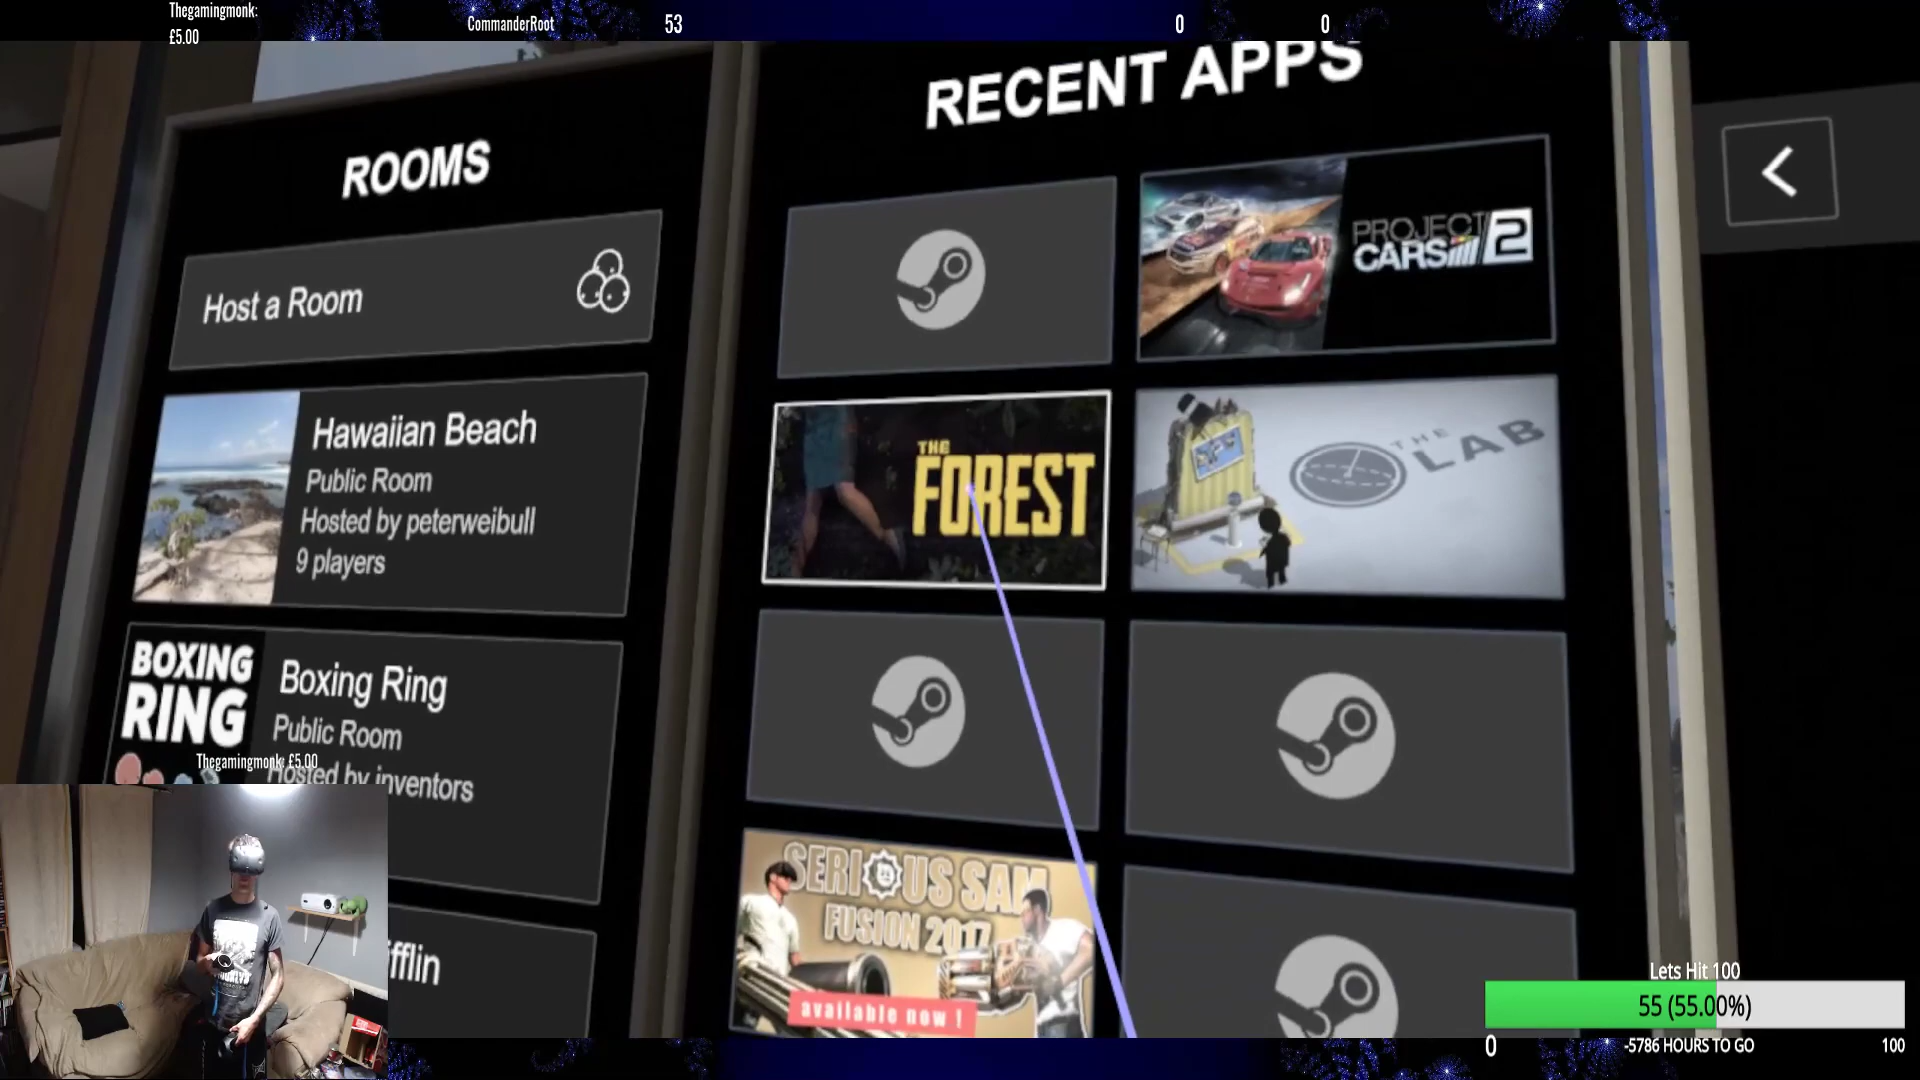 Thegamingmonk:
£5.00
CommanderRoot
53
0
0
ROOMS
Host a Room
Hawaiian Beach
Public Room
Hosted by peterweibull
9 players
BOXING
RING
Boxing Ring
Public Room
Hosted by inventors
Thegamingmonk: £5.00
ifflin
RECENT APPS
PROJECT
CARS 2
THE
FOREST
THE
LAB
SERIOUS SAM
FUSION 2017
available now !
Lets Hit 100
55 (55.00%)
0
-5786 HOURS TO GO
100